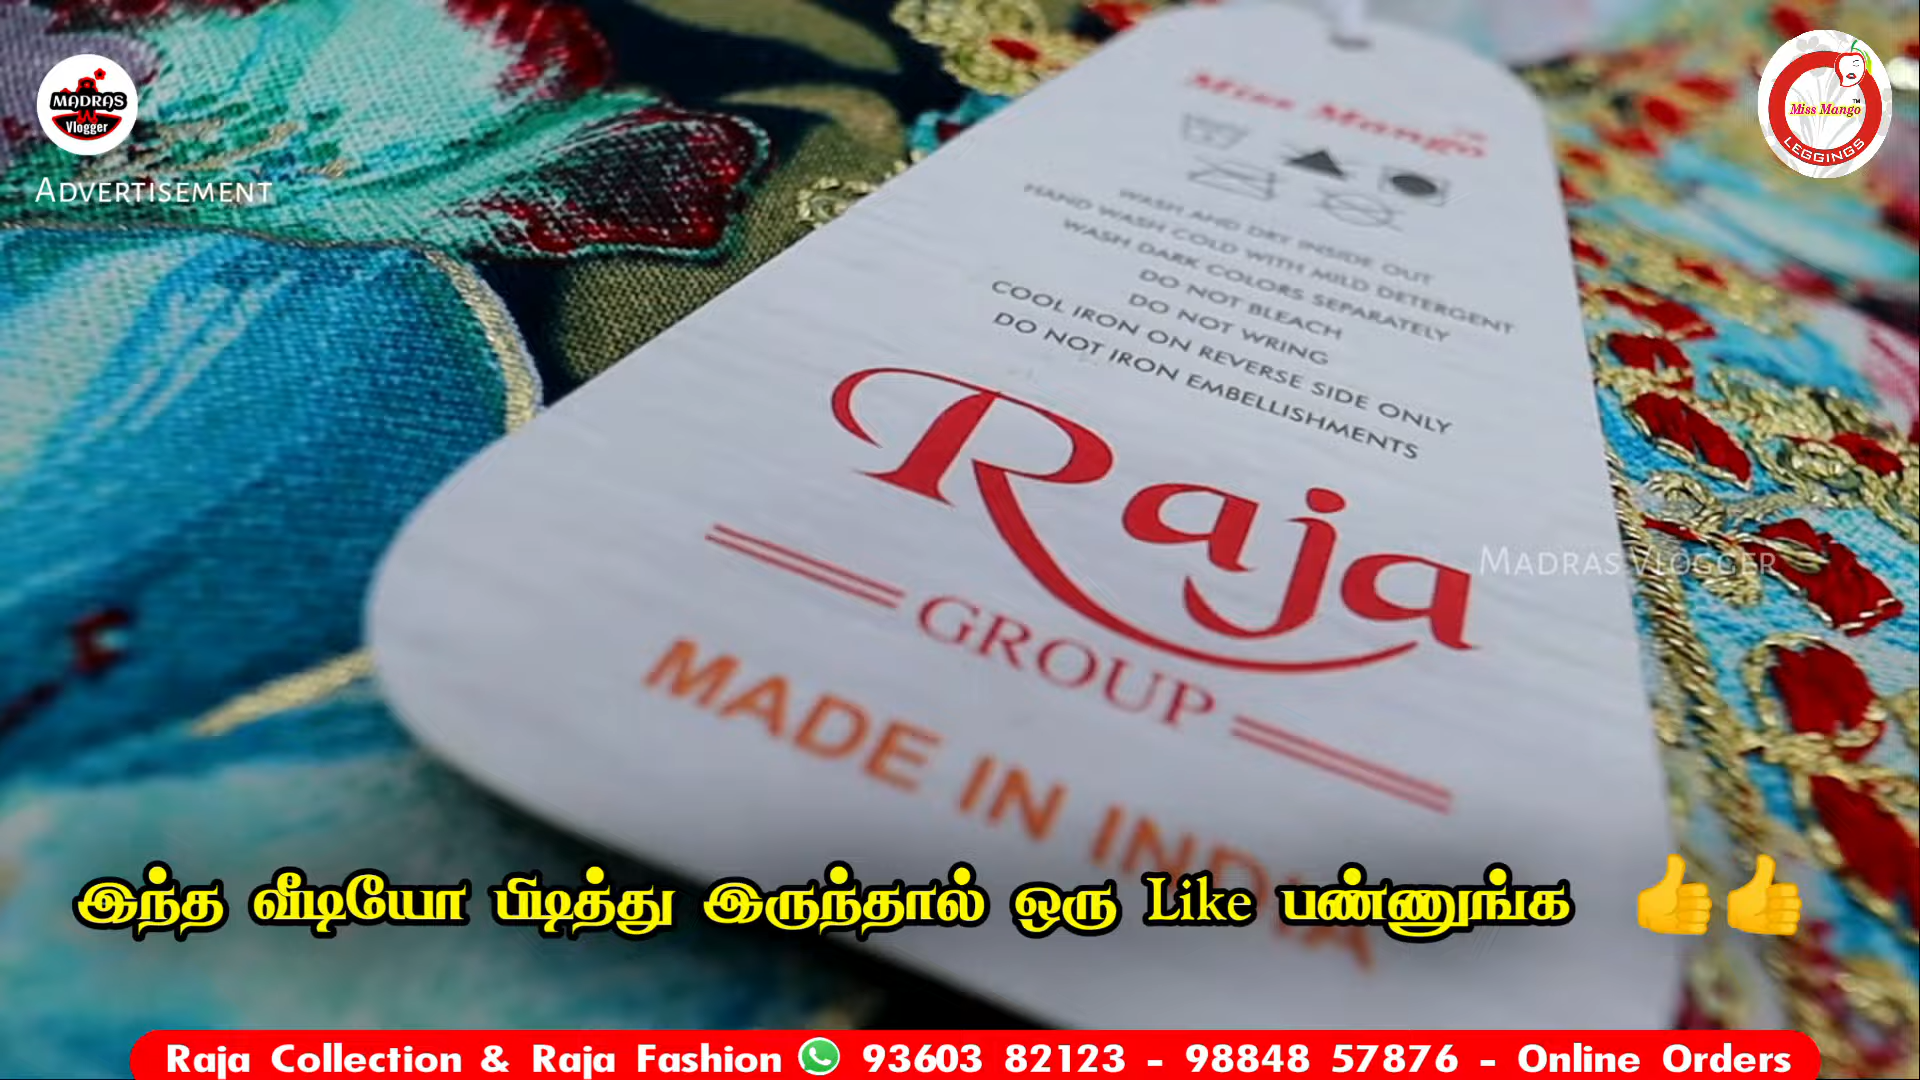 MADRAS
Vlogger
ADVERTISEMENT
Miss Mango™
LEGGINGS
Miss Mango
WASH AND DRY INSIDE OUT
HAND WASH COLD WITH MILD DETERGENT
WASH DARK COLORS SEPARATELY
DO NOT BLEACH
DO NOT WRING
COOL IRON ON REVERSE SIDE ONLY
DO NOT IRON EMBELLISHMENTS
Raja
GROUP
MADE IN INDIA
MADRAS VLOGGER
இந்த வீடியோ பிடித்து இருந்தால் ஒரு Like பண்ணுங்க 👍👍
Raja Collection & Raja Fashion 93603 82123 - 98848 57876 - Online Orders